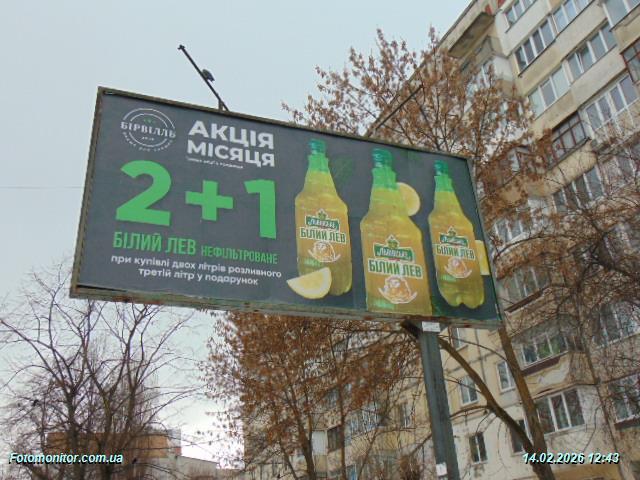 БІРВІЛЛЬ
АКЦІЯ
МІСЯЦЯ
2+1
БІЛИЙ ЛЕВ НЕФІЛЬТРОВАНЕ
при купівлі двох літрів розливного
третій літр у подарунок
Львівське
БІЛИЙ ЛЕВ
Львівське
БІЛИЙ ЛЕВ
Львівське
БІЛИЙ ЛЕВ
Fotomonitor.com.ua
14.02.2026 12:43